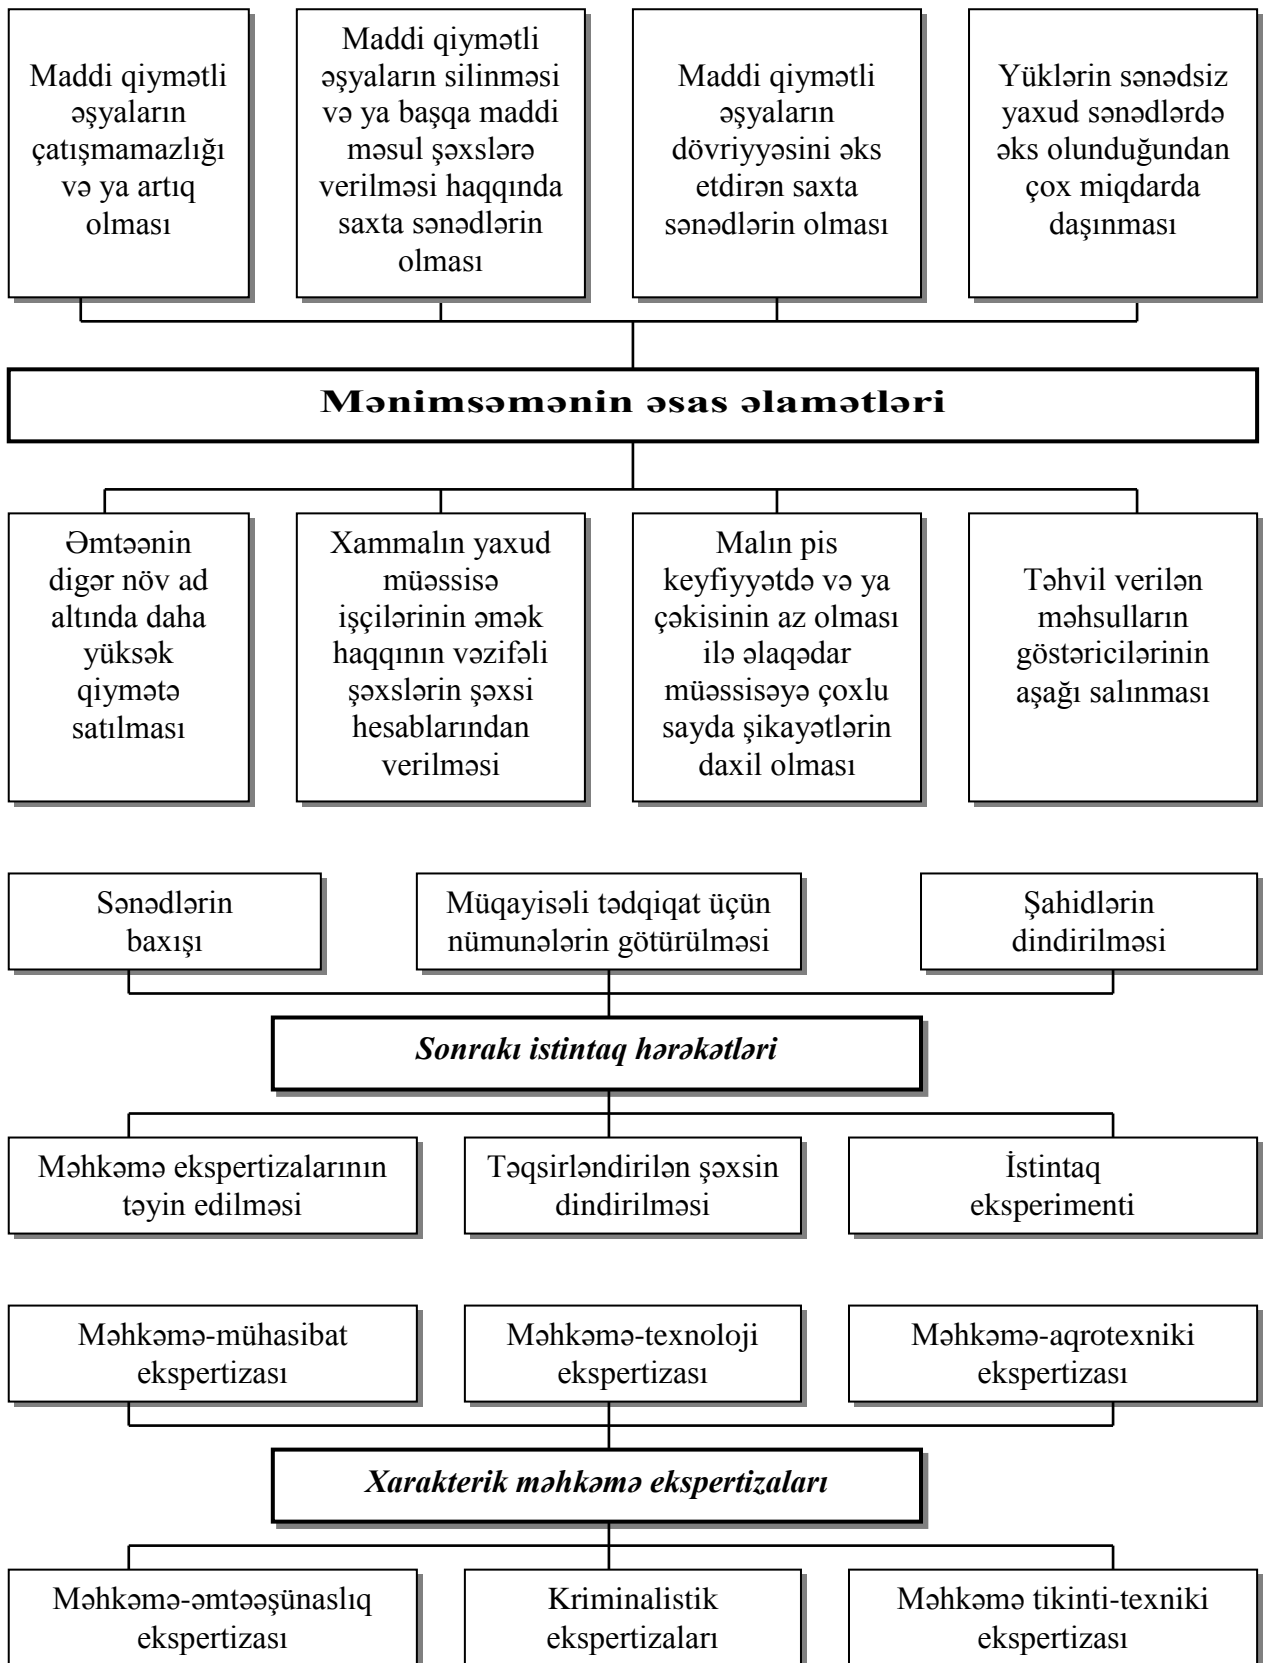 Maddi qiymətli
əşyaların
çatışmamazlığı
və ya artıq
olması
Maddi qiymətli
əşyaların silinməsi
və ya başqa maddi
məsul şəxslərə
verilməsi haqqında
saxta sənədlərin
olması
Maddi qiymətli
əşyaların
dövriyyəsini əks
etdirən saxta
sənədlərin olması
Yüklərin sənədsiz
yaxud sənədlərdə
əks olunduğundan
çox miqdarda
daşınması
Mənimsəmənin əsas əlamətləri
Əmtəənin
digər növ ad
altında daha
yüksək
qiymətə
satılması
Xammalın yaxud
müəssisə
işçilərinin əmək
haqqının vəzifəli
şəxslərin şəxsi
hesablarından
verilməsi
Malın pis
keyfiyyətdə və ya
çəkisinin az olması
ilə əlaqədar
müəssisəyə çoxlu
sayda şikayətlərin
daxil olması
Təhvil verilən
məhsulların
göstəricilərinin
aşağı salınması
Sənədlərin
baxışı
Müqayisəli tədqiqat üçün
nümunələrin götürülməsi
Şahidlərin
dindirilməsi
Sonrakı istintaq hərəkətləri
Məhkəmə ekspertizalarının
təyin edilməsi
Təqsirləndirilən şəxsin
dindirilməsi
İstintaq
eksperimenti
Məhkəmə-mühasibat
ekspertizası
Məhkəmə-texnoloji
ekspertizası
Məhkəmə-aqrotexniki
ekspertizası
Xarakterik məhkəmə ekspertizaları
Məhkəmə-əmtəəşünaslıq
ekspertizası
Kriminalistik
ekspertizaları
Məhkəmə tikinti-texniki
ekspertizası